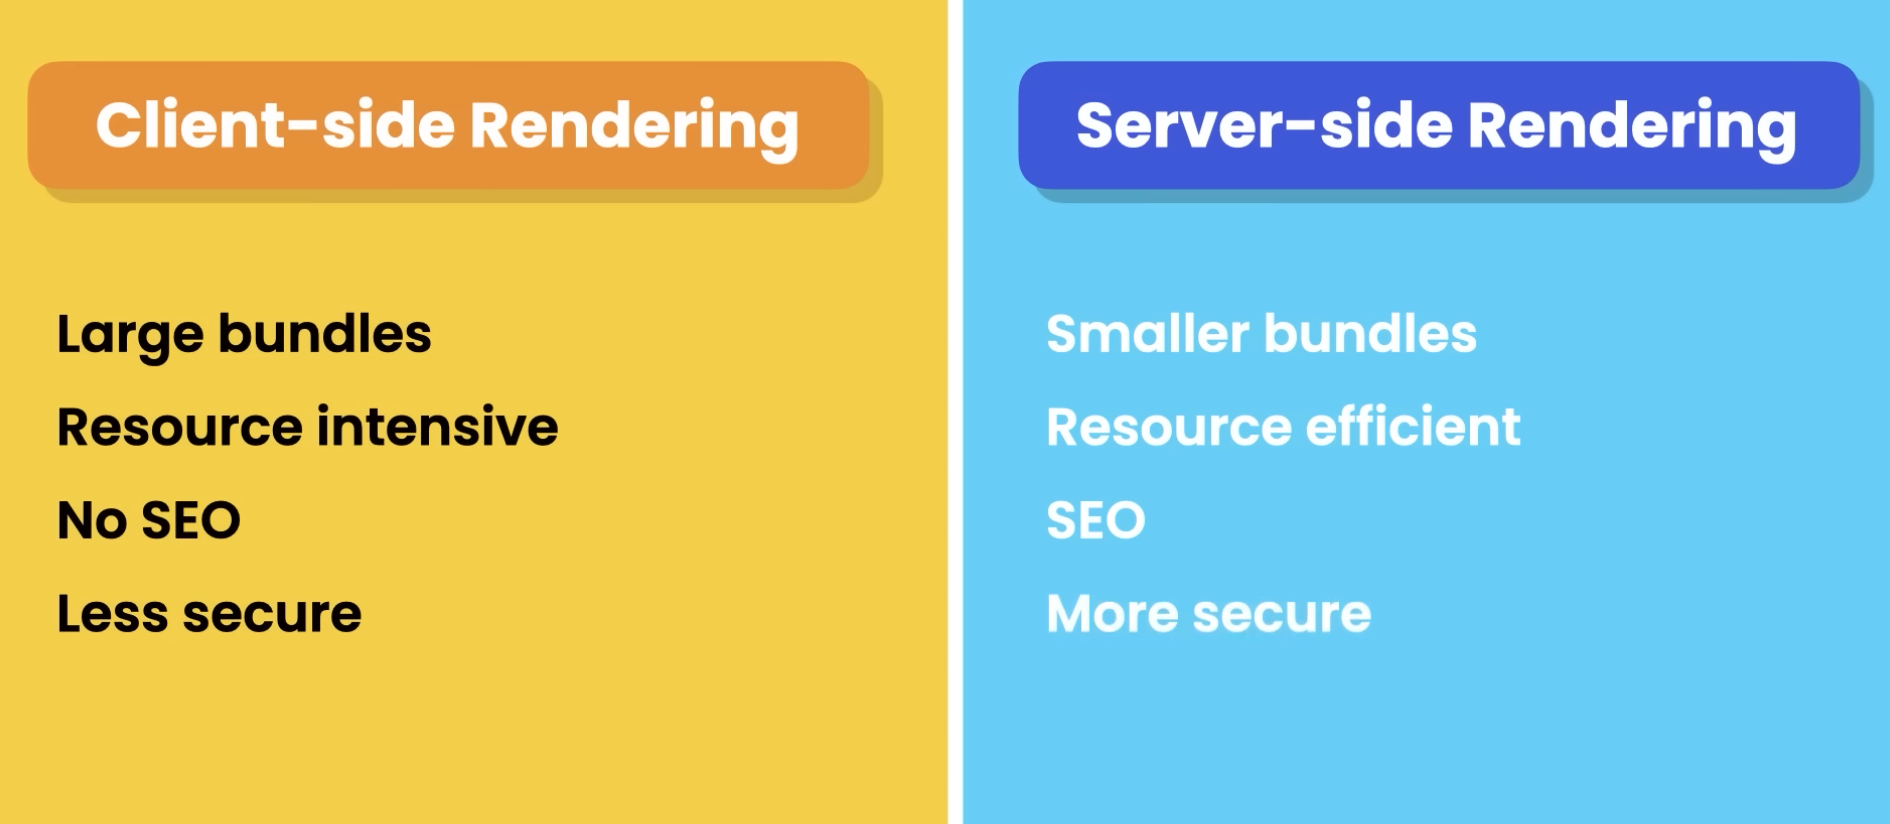 Client-side Rendering
Large bundles
Resource intensive
No SEO
Less secure
Server-side Rendering
Smaller bundles
Resource efficient
SEO
More secure